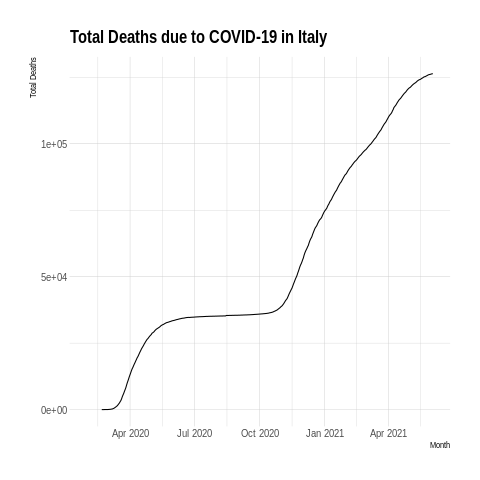 Total Deaths due to COVID-19 in Italy
Total Deaths
1e+05
5e+04
0e+00
Apr 2020 Jul 2020 Oct 2020 Jan 2021 Apr 2021
Month